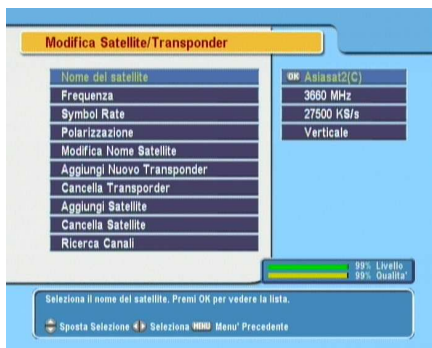 Modifica Satellite/Transponder
Nome del satellite OK Asiasat2(C)
Frequenza 3660 MHz
Symbol Rate 27500 KS/s
Polarizzazione Verticale
Modifica Nome Satellite
Aggiungi Nuovo Transponder
Cancella Transporder
Aggiungi Satellite
Cancella Satellite
Ricerca Canali
99% Livello
99% Qualita'
Seleziona il nome del satellite. Premi OK per vedere la lista.
Sposta Selezione Seleziona MENU Menu' Precedente